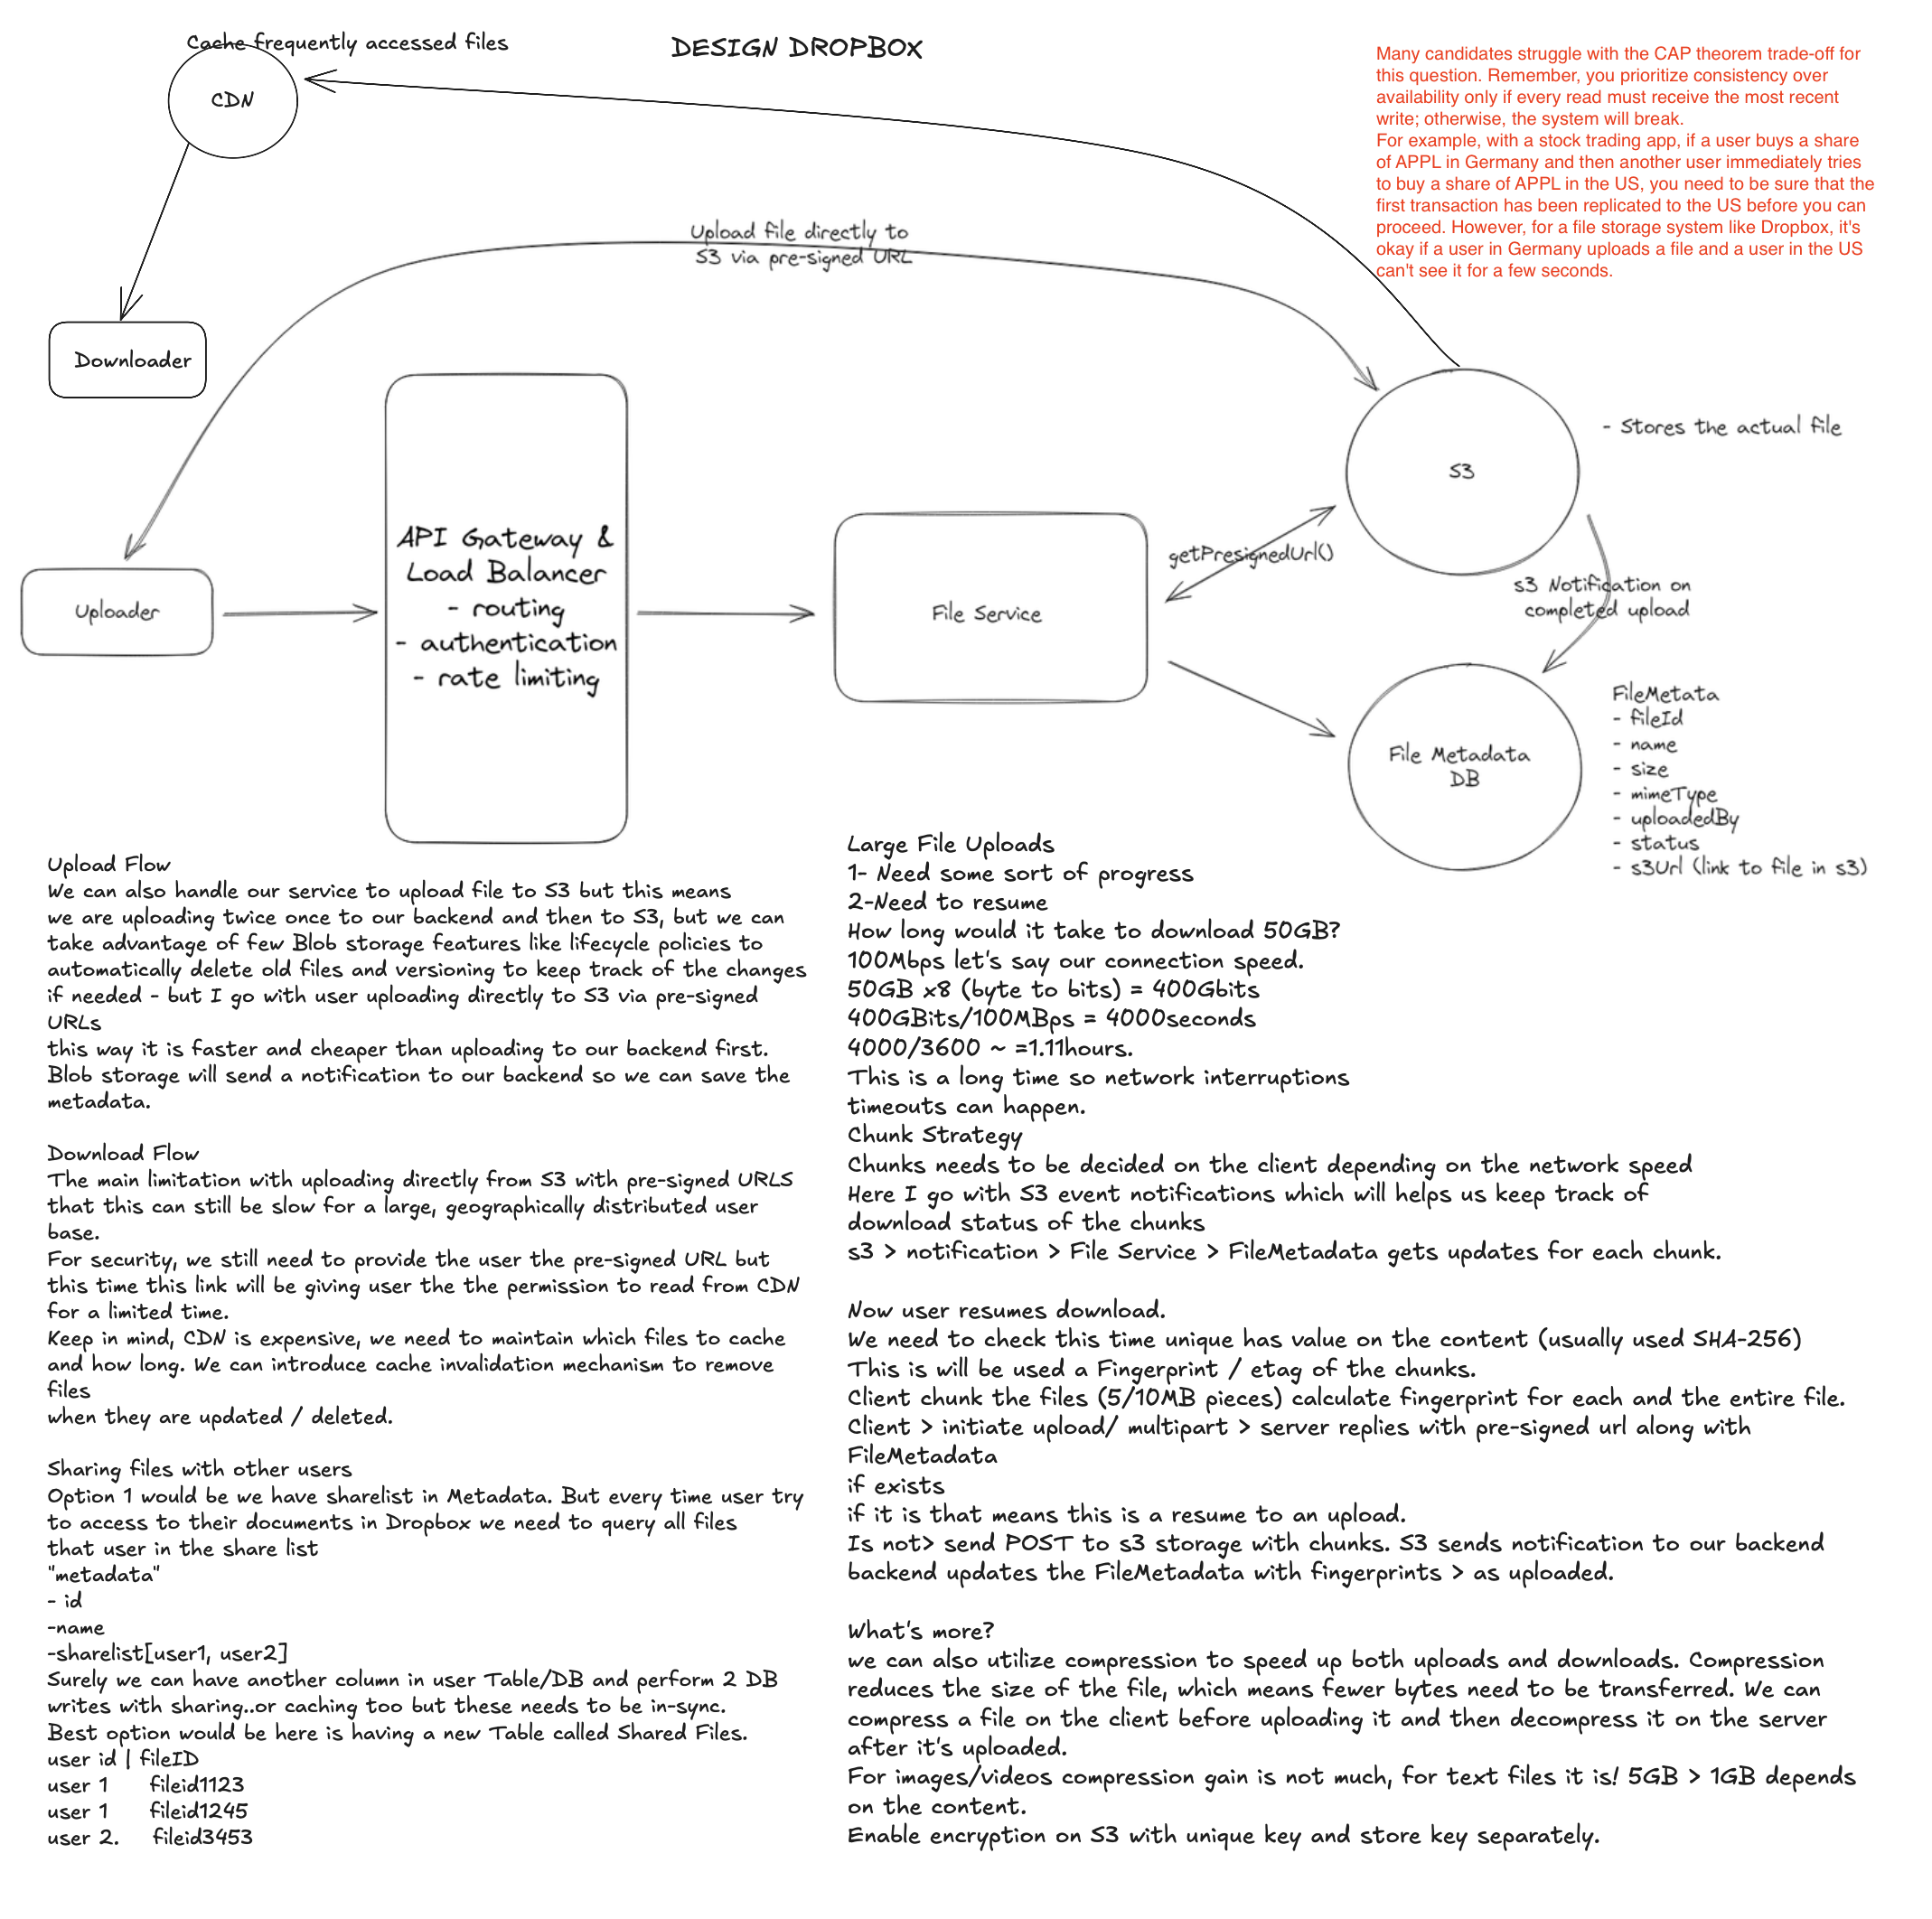 Cache frequently accessed files
DESIGN DROPBOX
CDN
Many candidates struggle with the CAP theorem trade-off for
this question. Remember, you prioritize consistency over
availability only if every read must receive the most recent
write; otherwise, the system will break.
For example, with a stock trading app, if a user buys a share
of APPL in Germany and then another user immediately tries
to buy a share of APPL in the US, you need to be sure that the
first transaction has been replicated to the US before you can
proceed. However, for a file storage system like Dropbox, it's
okay if a user in Germany uploads a file and a user in the US
can't see it for a few seconds.
Upload file directly to
S3 via pre-signed URL
Downloader
- Stores the actual file
S3
API Gateway &
Load Balancer
- routing
- authentication
- rate limiting
getPresignedUrl()
Uploader
File Service
s3 Notification on
completed upload
File Metadata
DB
FileMetata
- fileId
- name
- size
- mimeType
- uploadedBy
- status
- s3Url (link to file in s3)
Upload Flow
We can also handle our service to upload file to S3 but this means
we are uploading twice once to our backend and then to S3, but we can
take advantage of few Blob storage features like lifecycle policies to
automatically delete old files and versioning to keep track of the changes
if needed - but I go with user uploading directly to S3 via pre-signed
URLs
this way it is faster and cheaper than uploading to our backend first.
Blob storage will send a notification to our backend so we can save the
metadata.
Download Flow
The main limitation with uploading directly from S3 with pre-signed URLS
that this can still be slow for a large, geographically distributed user
base.
For security, we still need to provide the user the pre-signed URL but
this time this link will be giving user the the permission to read from CDN
for a limited time.
Keep in mind, CDN is expensive, we need to maintain which files to cache
and how long. We can introduce cache invalidation mechanism to remove
files
when they are updated / deleted.
Sharing files with other users
Option 1 would be we have sharelist in Metadata. But every time user try
to access to their documents in Dropbox we need to query all files
that user in the share list
"metadata"
- id
-name
-sharelist[user1, user2]
Surely we can have another column in user Table/DB and perform 2 DB
writes with sharing..or caching too but these needs to be in-sync.
Best option would be here is having a new Table called Shared Files.
user id | fileID
user 1 fileid1123
user 1 fileid1245
user 2. fileid3453
Large File Uploads
1- Need some sort of progress
2-Need to resume
How long would it take to download 50GB?
100Mbps let's say our connection speed.
50GB x8 (byte to bits) = 400Gbits
400GBits/100MBps = 4000seconds
4000/3600 ~ =1.11hours.
This is a long time so network interruptions
timeouts can happen.
Chunk Strategy
Chunks needs to be decided on the client depending on the network speed
Here I go with S3 event notifications which will helps us keep track of
download status of the chunks
s3 > notification > File Service > FileMetadata gets updates for each chunk.
Now user resumes download.
We need to check this time unique has value on the content (usually used SHA-256)
This is will be used a Fingerprint / etag of the chunks.
Client chunk the files (5/10MB pieces) calculate fingerprint for each and the entire file.
Client > initiate upload/ multipart > server replies with pre-signed url along with
FileMetadata
if exists
if it is that means this is a resume to an upload.
Is not> send POST to s3 storage with chunks. S3 sends notification to our backend
backend updates the FileMetadata with fingerprints > as uploaded.
What's more?
we can also utilize compression to speed up both uploads and downloads. Compression
reduces the size of the file, which means fewer bytes need to be transferred. We can
compress a file on the client before uploading it and then decompress it on the server
after it's uploaded.
For images/videos compression gain is not much, for text files it is! 5GB > 1GB depends
on the content.
Enable encryption on S3 with unique key and store key separately.